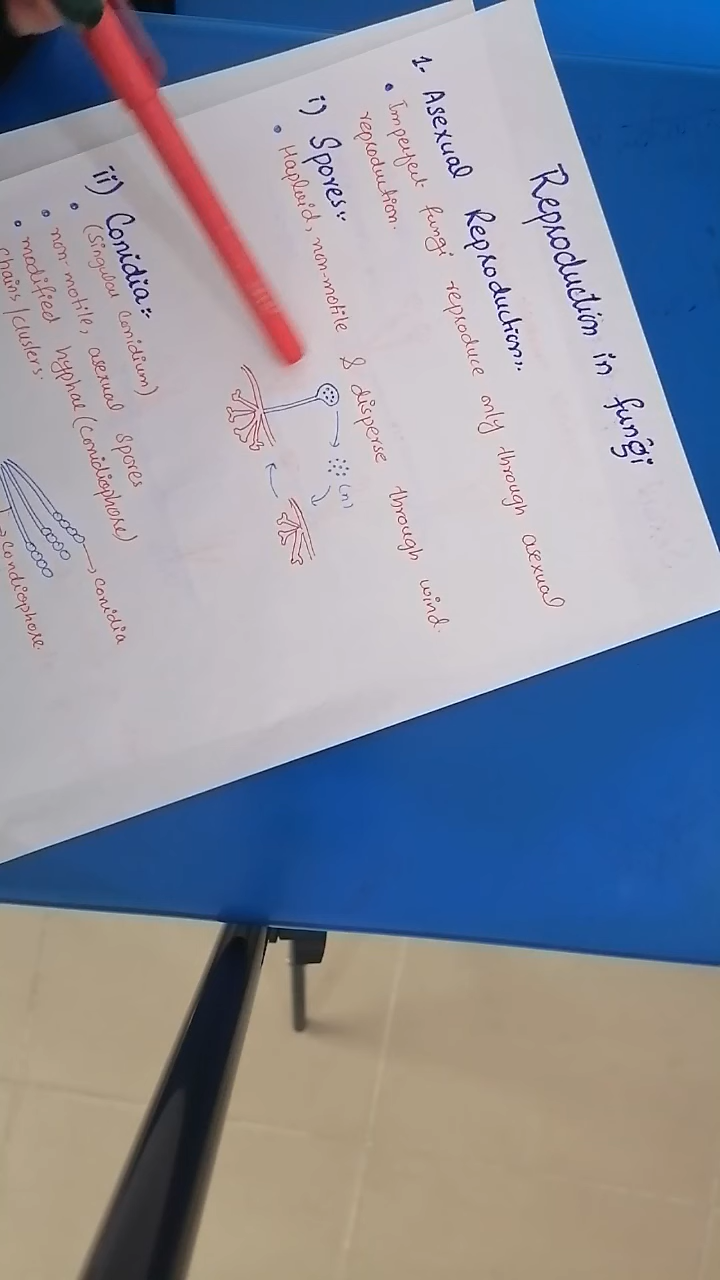 Reproduction in fungi
1- Asexual Reproduction:-
• Imperfect fungi reproduce only through asexual
reproduction.
i) Spores:-
• Haploid, non-motile & disperse through wind.
(n)
ii) Conidia:-
• (Singular Conidium)
• non-motile, asexual spores
• modified hyphae (conidiophore)
chains/clusters.
→ conidia
→ condiophore.